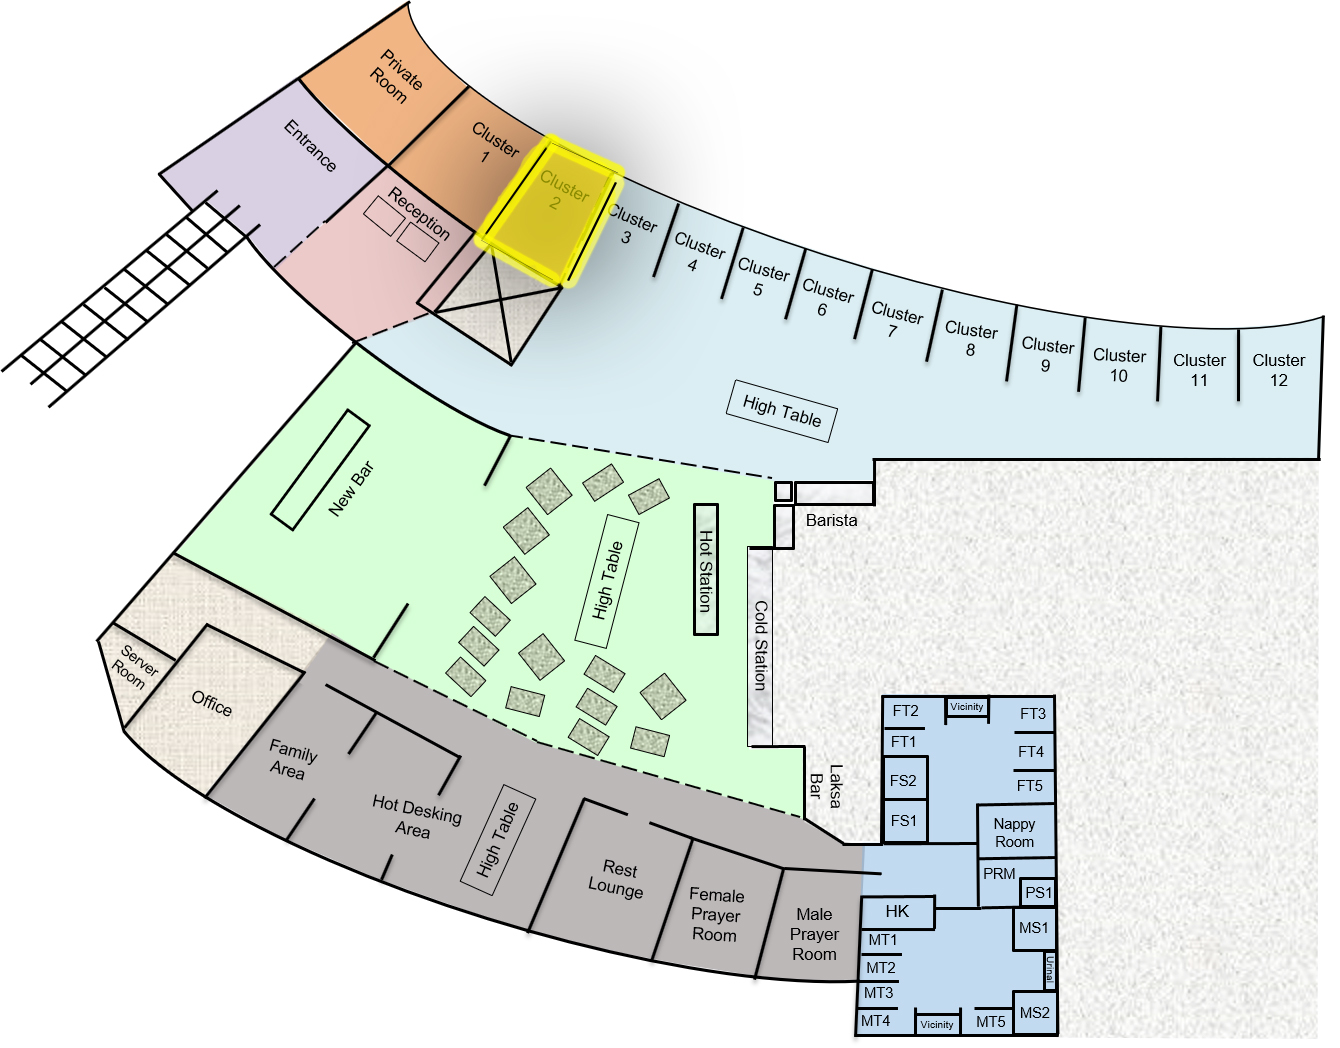 Private
Room
Entrance
Cluster
1
Reception
Cluster
2
Cluster
3
Cluster
4
Cluster
5
Cluster
6
Cluster
7
Cluster
8
Cluster
9
Cluster
10
Cluster
11
Cluster
12
High Table
New Bar
High Table
Hot Station
Barista
Cold Station
Laksa
Bar
Server
Room
Office
Family
Area
Hot Desking
Area
High Table
Rest
Lounge
Female
Prayer
Room
Male
Prayer
Room
FT2
Vicinity
FT3
FT1
FT4
FS2
FT5
FS1
Nappy
Room
PRM
PS1
HK
MS1
MT1
MT2
Urinal
MT3
MS2
MT4
Vicinity
MT5